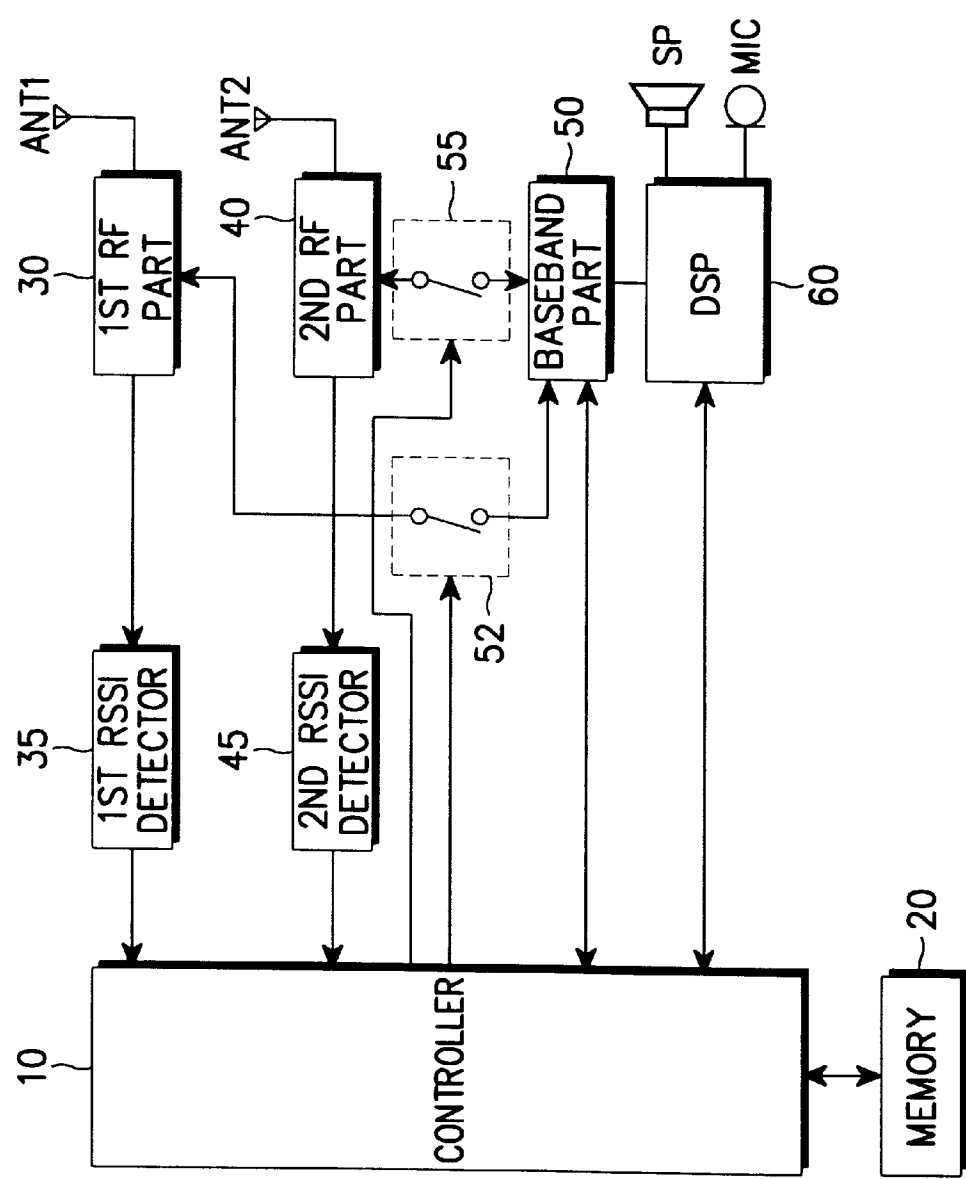 10
CONTROLLER
MEMORY
20
35
1ST RSSI
DETECTOR
45
2ND RSSI
DETECTOR
52
30
1ST RF
PART
ANT1
40
2ND RF
PART
ANT2
55
50
BASEBAND
PART
DSP
60
SP
MIC